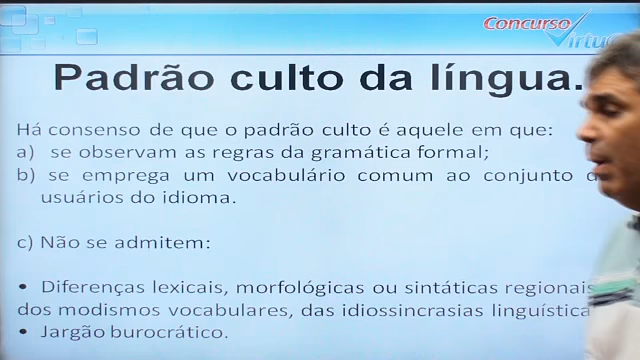 Concurso
Virtu
Padrão culto da língua.
Há consenso de que o padrão culto é aquele em que:
a) se observam as regras da gramática formal;
b) se emprega um vocabulário comum ao conjunto d
usuários do idioma.
c) Não se admitem:
• Diferenças lexicais, morfológicas ou sintáticas regionais
dos modismos vocabulares, das idiossincrasias linguística
• Jargão burocrático.